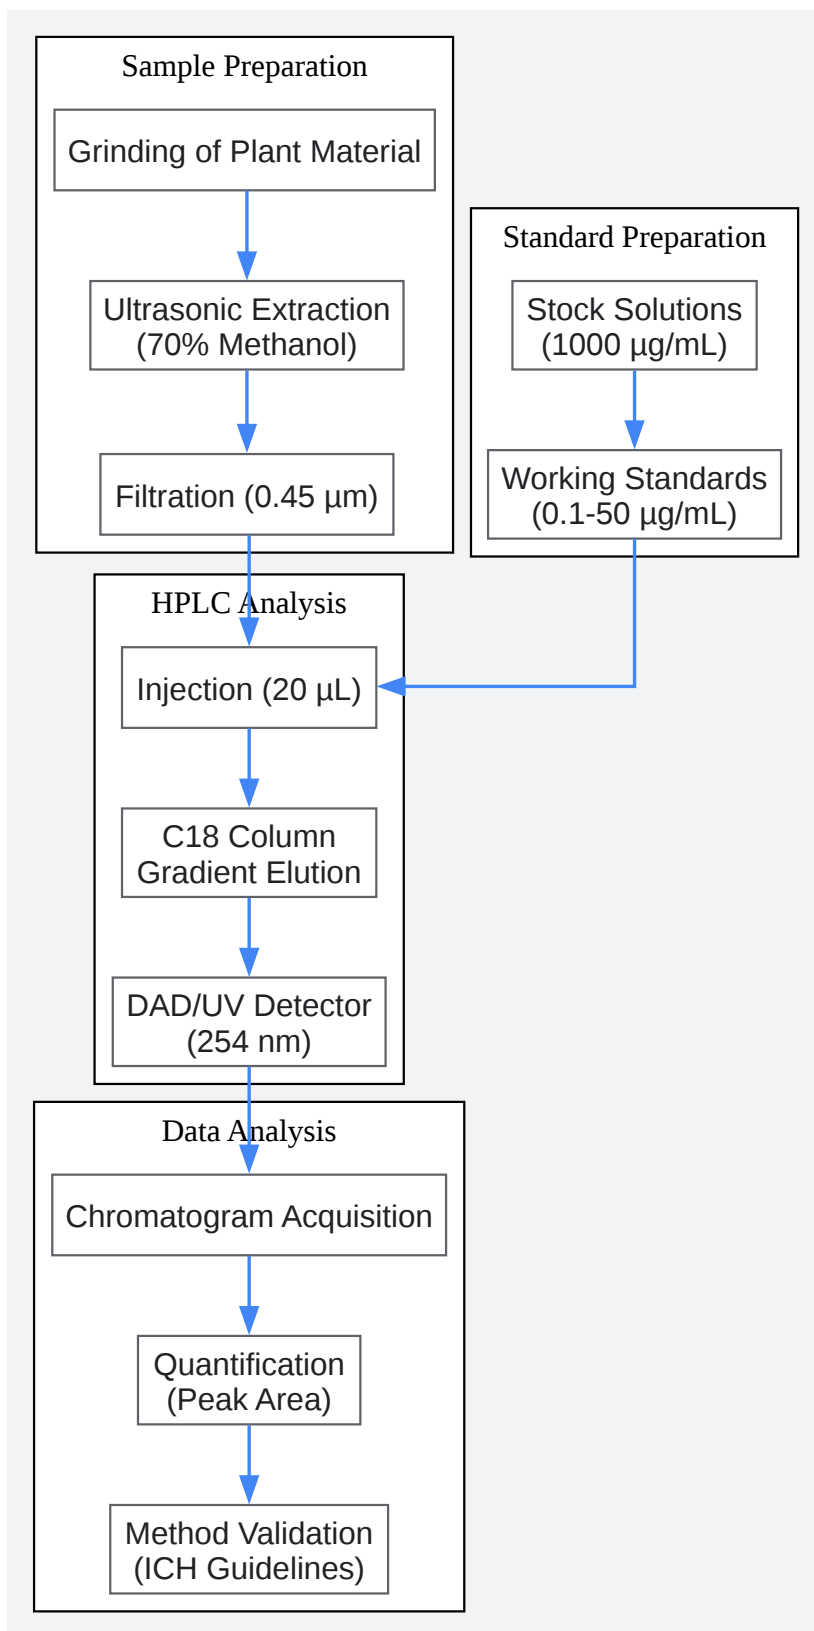 Sample Preparation
Grinding of Plant Material
Ultrasonic Extraction
(70% Methanol)
Filtration (0.45 µm)
Standard Preparation
Stock Solutions
(1000 µg/mL)
Working Standards
(0.1-50 µg/mL)
HPLC Analysis
Injection (20 µL)
C18 Column
Gradient Elution
DAD/UV Detector
(254 nm)
Data Analysis
Chromatogram Acquisition
Quantification
(Peak Area)
Method Validation
(ICH Guidelines)